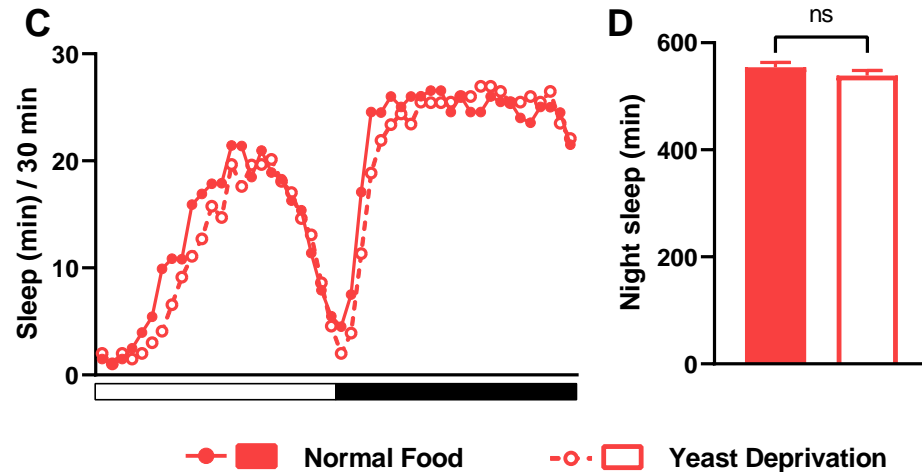 C
30
20
10
0
Sleep (min) / 30 min
D
ns
600
400
200
0
Night sleep (min)
Normal Food
Yeast Deprivation